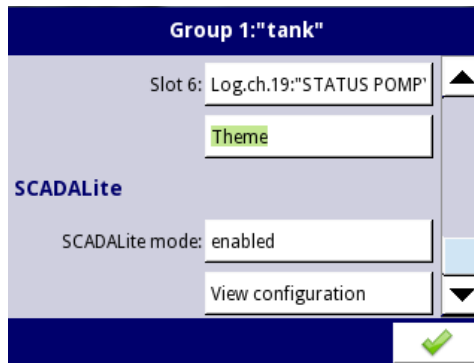 Group 1:"tank"
Slot 6: Log.ch.19:"STATUS POMP'
Theme
SCADALite
SCADALite mode: enabled
View configuration